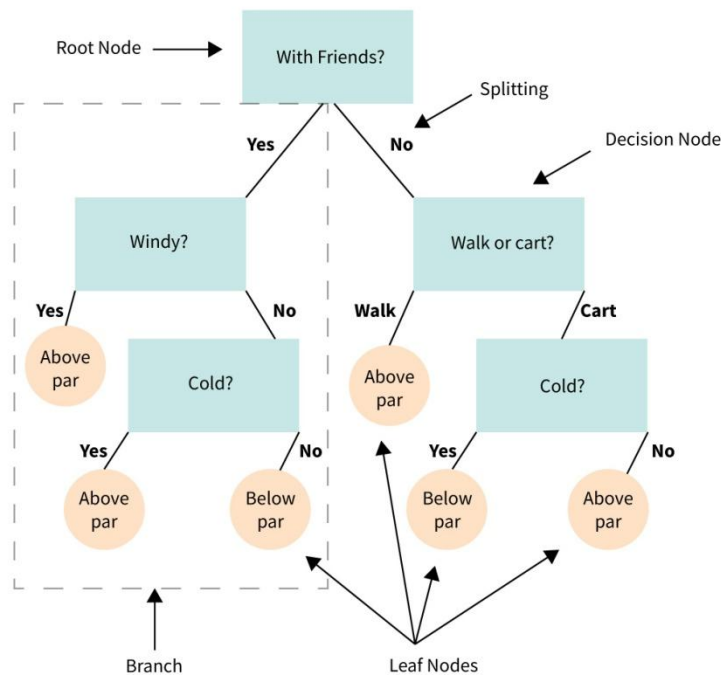 Root Node
With Friends?
Splitting
Yes
No
Decision Node
Windy?
Walk or cart?
Yes
No
Walk
Cart
Above
par
Cold?
Above
par
Cold?
Yes
No
Yes
No
Above
par
Below
par
Below
par
Above
par
Branch
Leaf Nodes